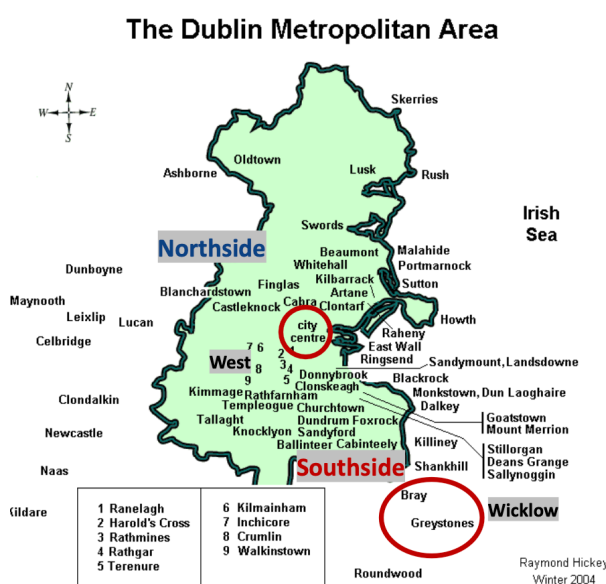 The Dublin Metropolitan Area
N
W
E
S
Skerries
Oldtown
Ashborne
Lusk
Rush
Irish
Sea
Swords
Northside
Beaumont
Malahide
Whitehall
Portmarnock
Dunboyne
Finglas
Kilbarrack
Sutton
Blanchardstown
Artane
Maynooth
Castleknock
Cabra
Clontarf
Howth
Leixlip
Lucan
city
centre
Raheny
Celbridge
East Wall
7 6
2
West
Ringsend
Sandymount, Landsdowne
3
8
4
Donnybrook
Blackrock
9
5
Clonskeagh
Monkstown, Dun Laoghaire
Kimmage
Rathfarnham
Dalkey
Clondalkin
Templeogue
Churchtown
Goatstown
Tallaght
Dundrum
Foxrock
Mount Merrion
Newcastle
Knocklyon
Sandyford
Killiney
Ballinteer
Cabinteely
Stillorgan
Deans Grange
Sallynoggin
Naas
Southside
Shankhill
Bray
Wicklow
Greystones
ildare
1 Ranelagh
2 Harold's Cross
3 Rathmines
4 Rathgar
5 Terenure
6 Kilmainham
7 Inchicore
8 Crumlin
9 Walkinstown
Roundwood
Raymond Hickey
Winter 2004